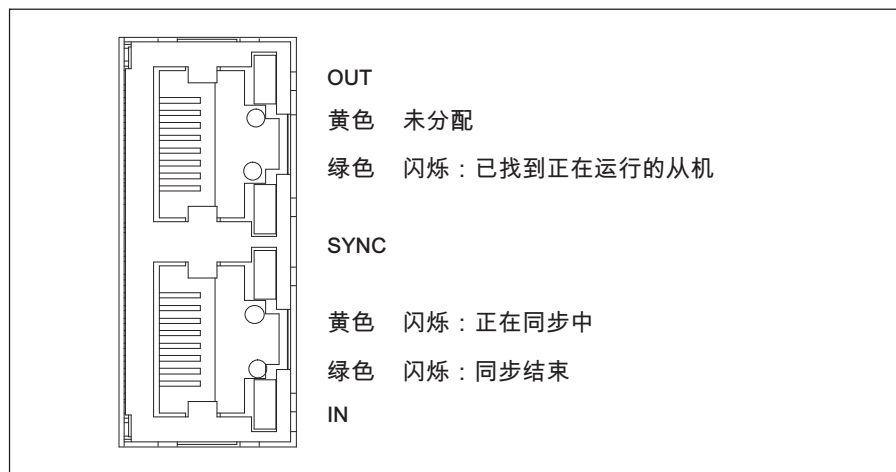 OUT
黄色 未分配
绿色 闪烁：已找到正在运行的从机
SYNC
黄色 闪烁：正在同步中
绿色 闪烁：同步结束
IN